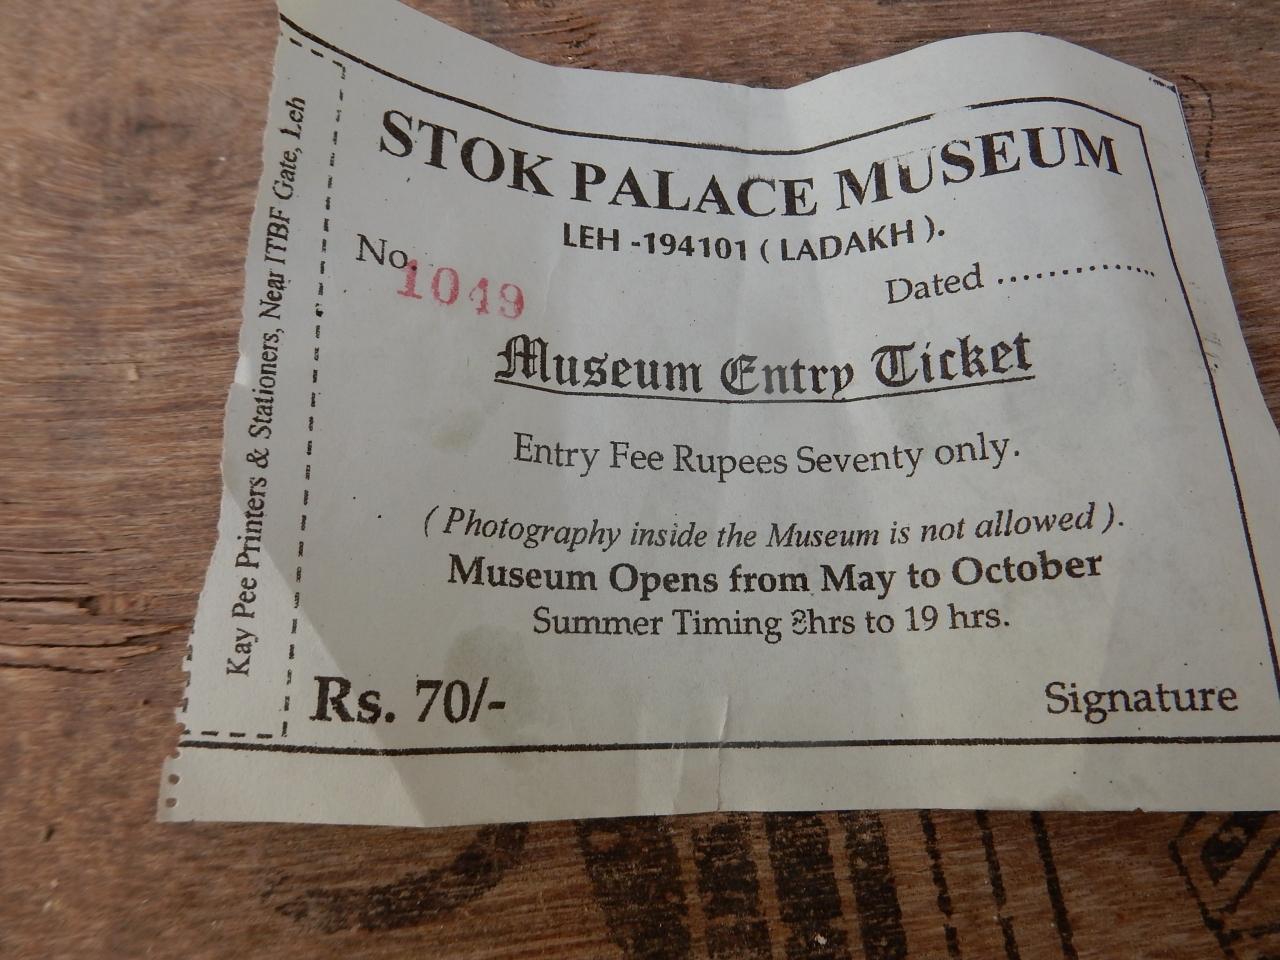 STOK PALACE MUSEUM
LEH -194101 ( LADAKH ).
No. 1049
Dated ................
Museum Entry Ticket
Entry Fee Rupees Seventy only.
( Photography inside the Museum is not allowed ).
Museum Opens from May to October
Summer Timing 8hrs to 19 hrs.
Rs. 70/-
Signature
Kay Pee Printers & Stationers, Near ITBF Gate, Leh